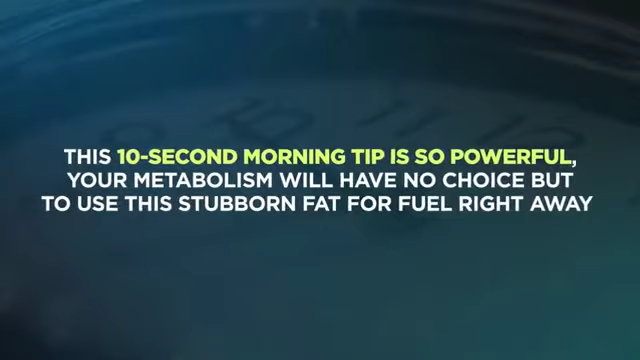 THIS 10-SECOND MORNING TIP IS SO POWERFUL,
YOUR METABOLISM WILL HAVE NO CHOICE BUT
TO USE THIS STUBBORN FAT FOR FUEL RIGHT AWAY